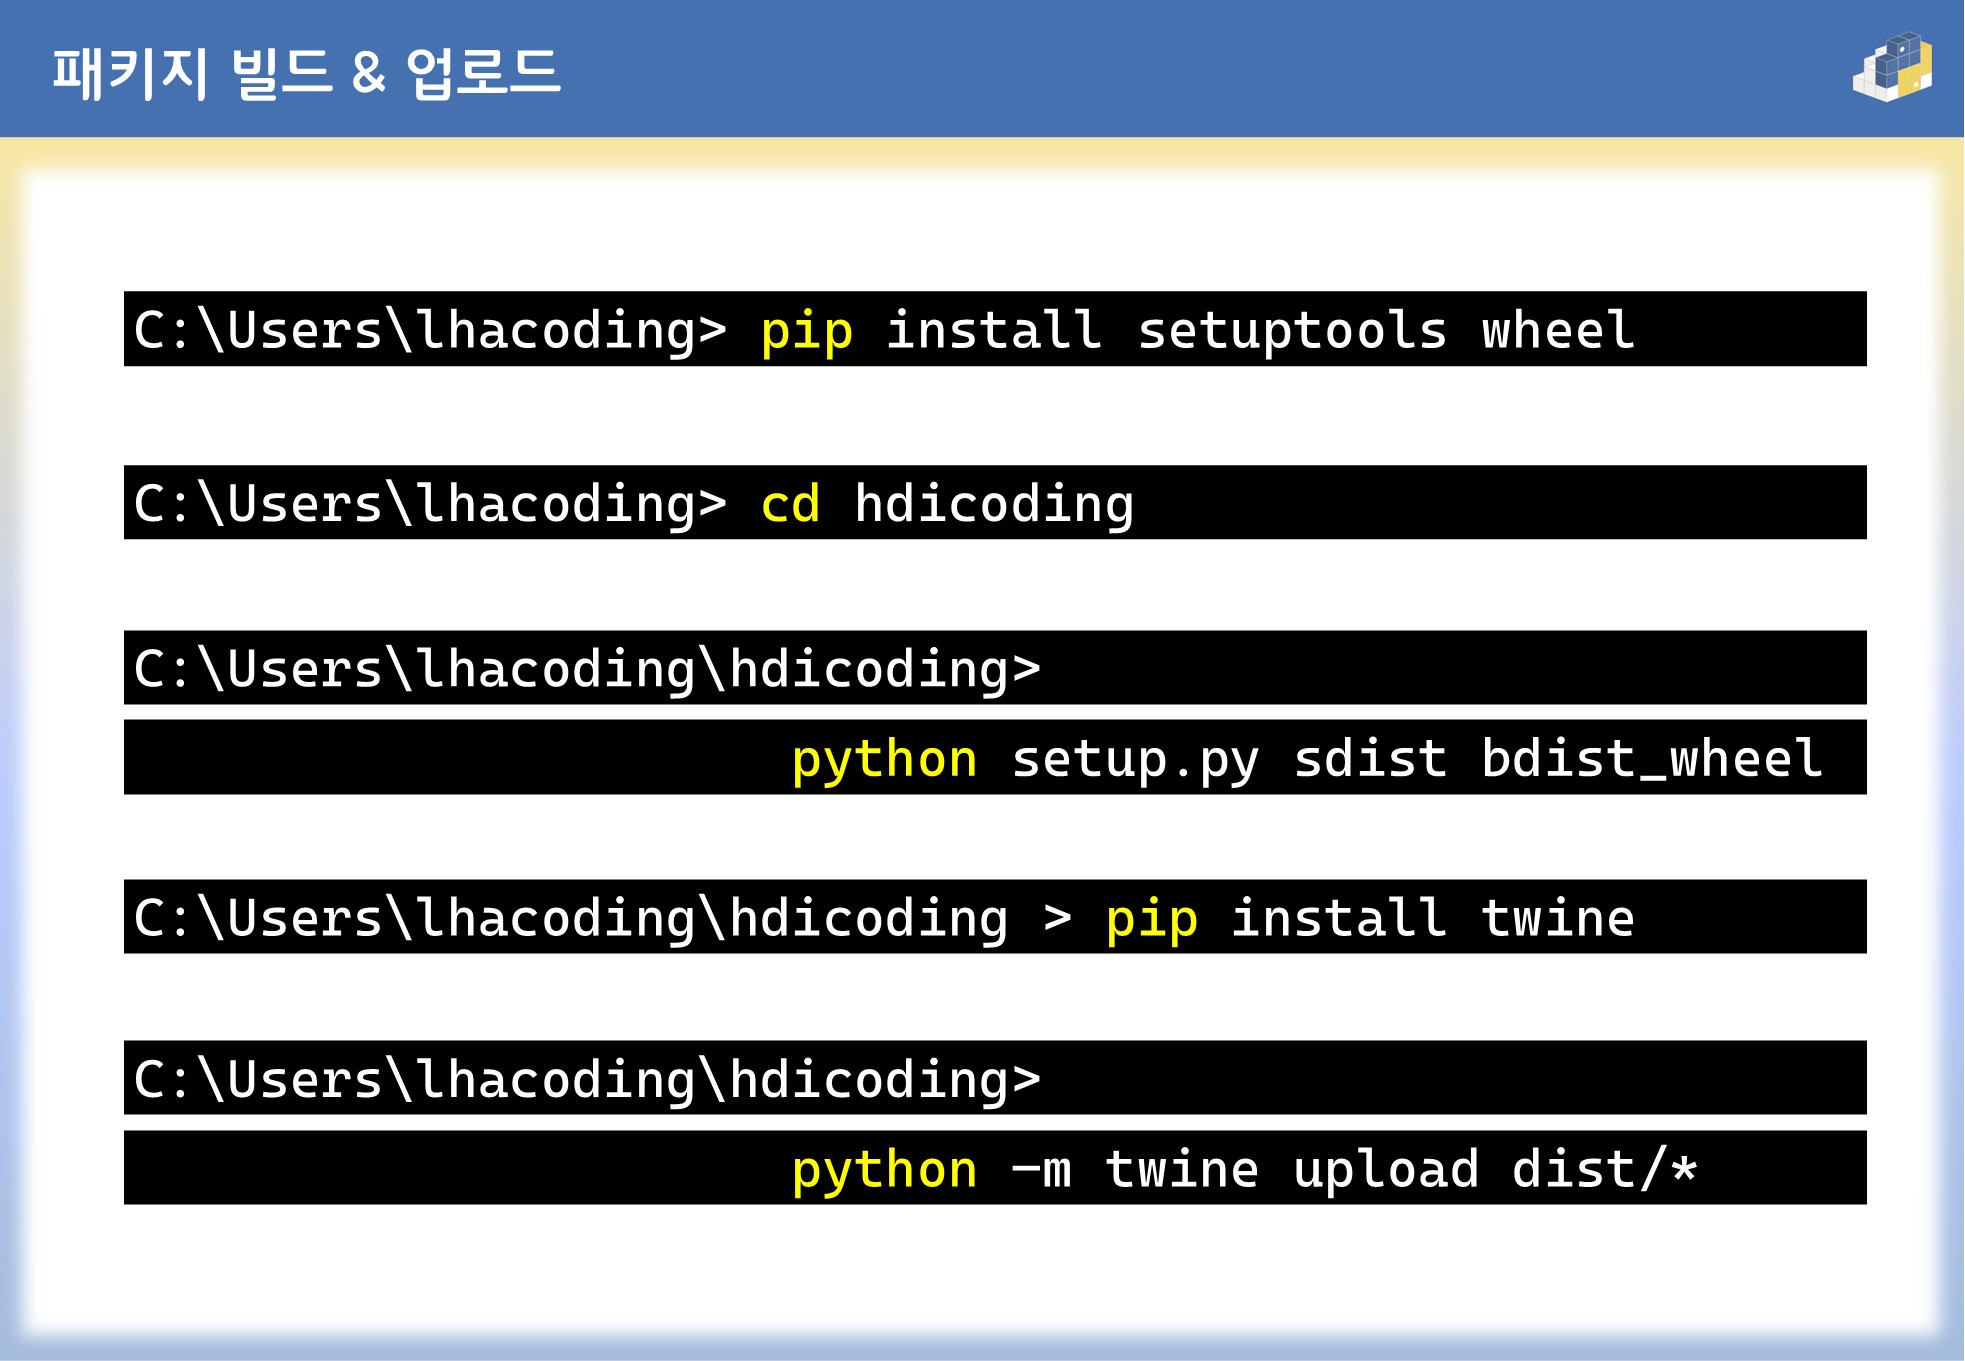 패키지 빌드 & 업로드
C:\Users\lhacoding> pip install setuptools wheel
C:\Users\lhacoding> cd hdicoding
C:\Users\lhacoding\hdicoding>
python setup.py sdist bdist_wheel
C:\Users\lhacoding\hdicoding > pip install twine
C:\Users\lhacoding\hdicoding>
python -m twine upload dist/*